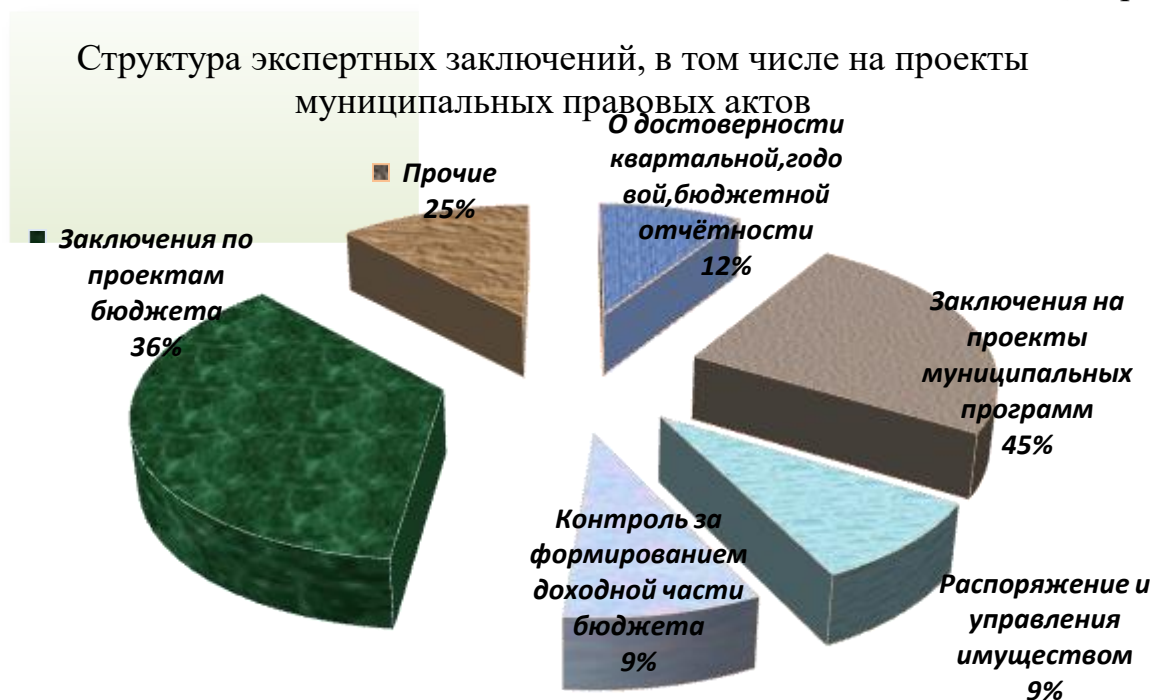 Структура экспертных заключений, в том числе на проекты
муниципальных правовых актов
О достоверности
квартальной,годо
вой,бюджетной
отчётности
12%
Прочие
25%
Заключения по
проектам
бюджета
36%
Заключения на
проекты
муниципальных
программ
45%
Контроль за
формированием
доходной части
бюджета
9%
Распоряжение и
управления
имуществом
9%